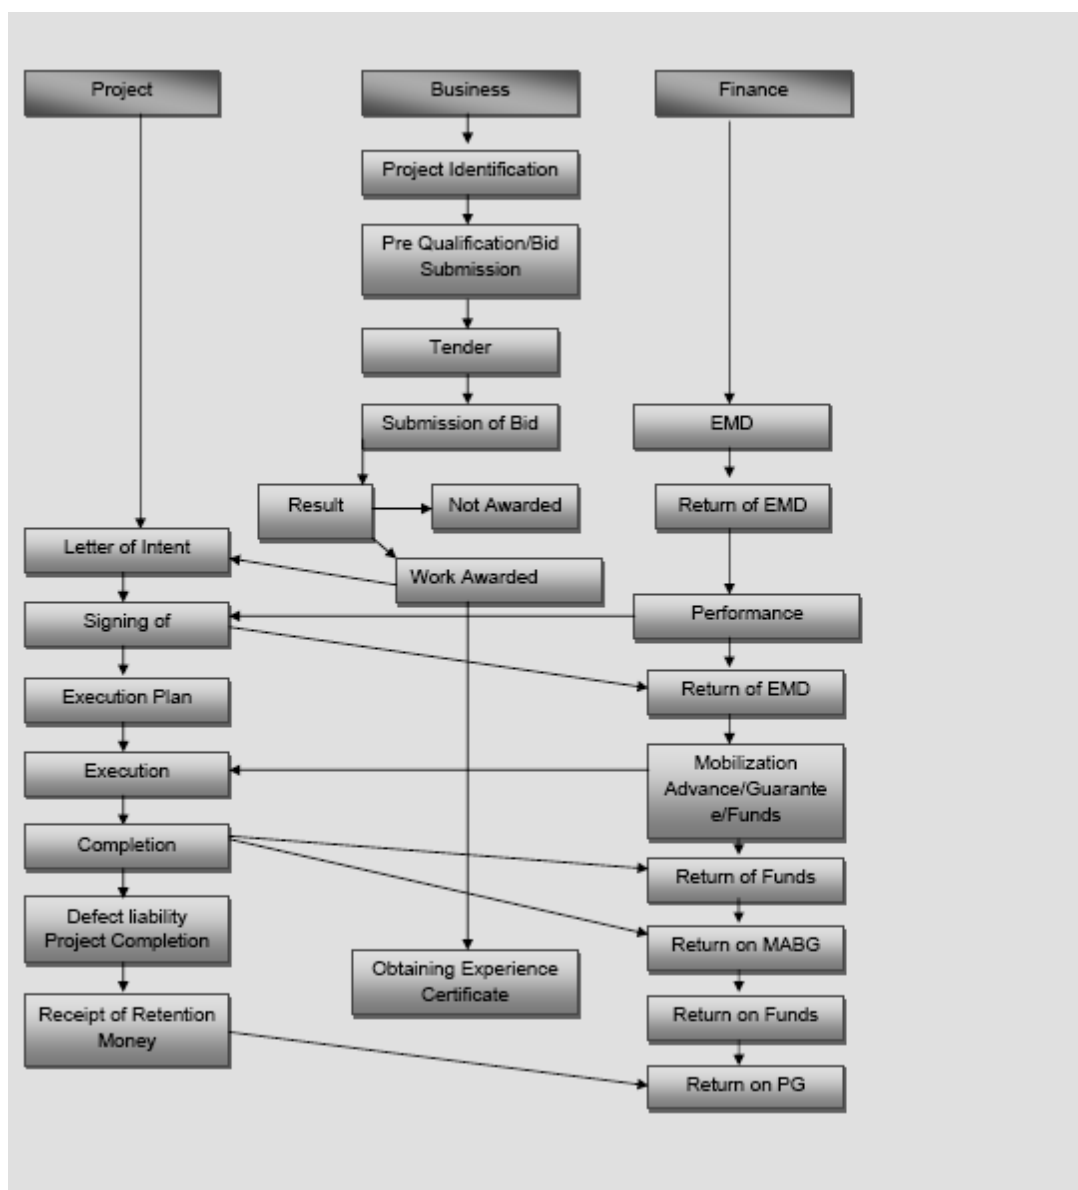 Project
Business
Finance
Project Identification
Pre Qualification/Bid
Submission
Tender
Submission of Bid
EMD
Result
Not Awarded
Return of EMD
Letter of Intent
Work Awarded
Signing of
Performance
Execution Plan
Return of EMD
Execution
Mobilization
Advance/Guarante
e/Funds
Completion
Return of Funds
Defect liability
Project Completion
Return on MABG
Obtaining Experience
Certificate
Receipt of Retention
Money
Return on Funds
Return on PG